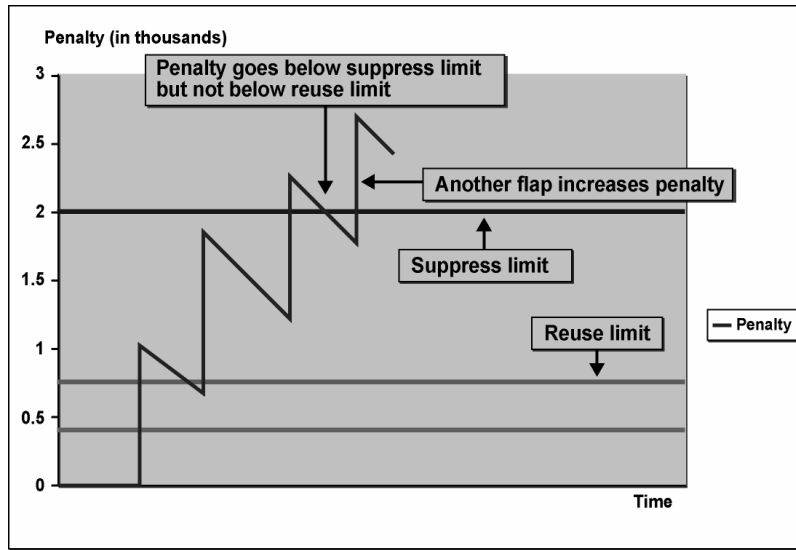 Penalty (in thousands)
3
Penalty goes below suppress limit
but not below reuse limit
2.5
Another flap increases penalty
2
Suppress limit
1.5
Reuse limit
Penalty
1
0.5
0
Time